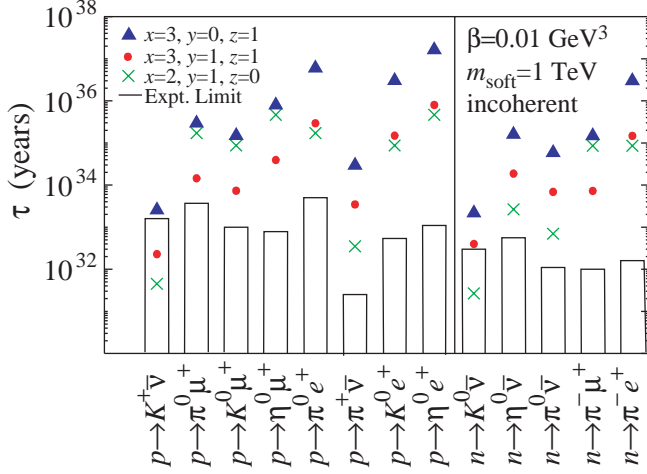 10^38
10^36
10^34
10^32
τ (years)
x=3, y=0, z=1
x=3, y=1, z=1
x=2, y=1, z=0
Expt. Limit
β=0.01 GeV^3
m_soft=1 TeV
incoherent
p→K^+ν̄
p→π^0μ^+
p→K^0μ^+
p→η^0μ^+
p→π^0e^+
p→π^+ν̄
p→K^0e^+
p→η^0e^+
n→K^0ν̄
n→η^0ν̄
n→π^0ν̄
n→π^-μ^+
n→π^-e^+